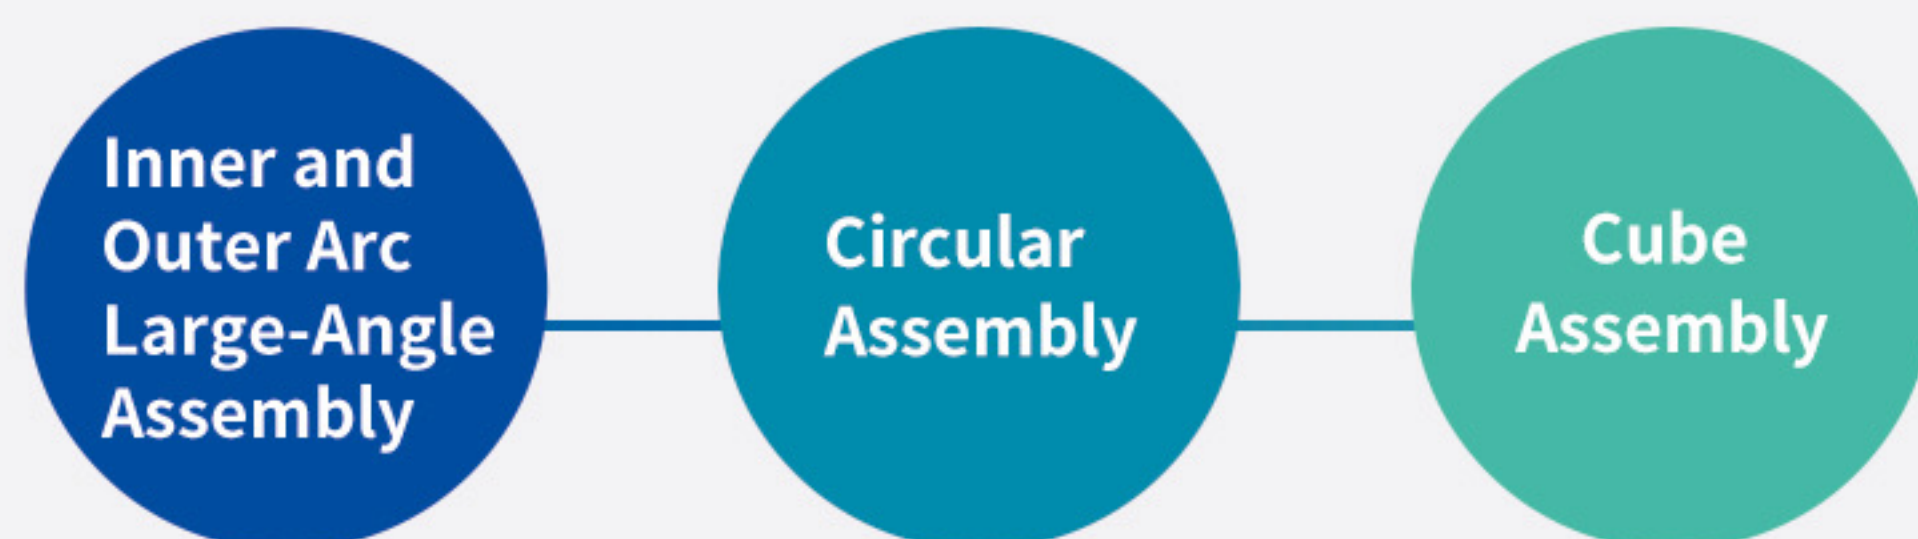 Inner and
Outer Arc
Large-Angle
Assembly
Circular
Assembly
Cube
Assembly